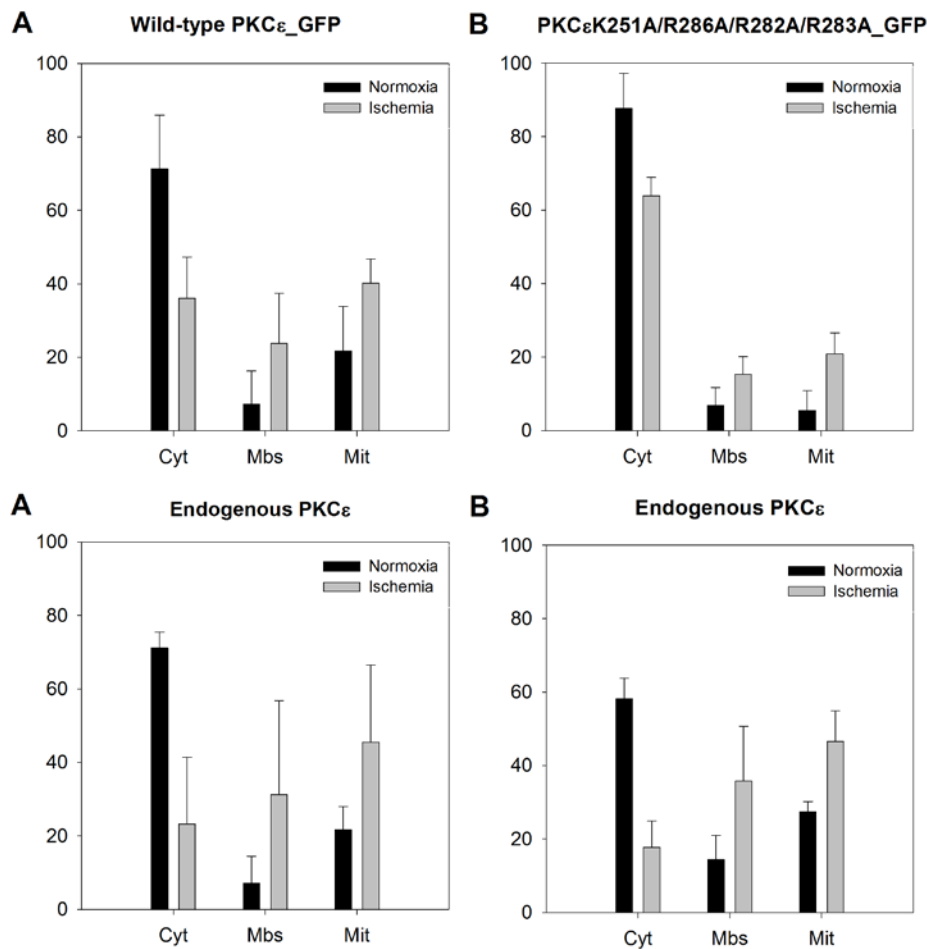 A Wild-type PKCε_GFP
100
80
60
40
20
0
Normoxia
Ischemia
Cyt Mbs Mit
B PKCεK251A/R286A/R282A/R283A_GFP
100
80
60
40
20
0
Normoxia
Ischemia
Cyt Mbs Mit
A Endogenous PKCε
100
80
60
40
20
0
Normoxia
Ischemia
Cyt Mbs Mit
B Endogenous PKCε
100
80
60
40
20
0
Normoxia
Ischemia
Cyt Mbs Mit